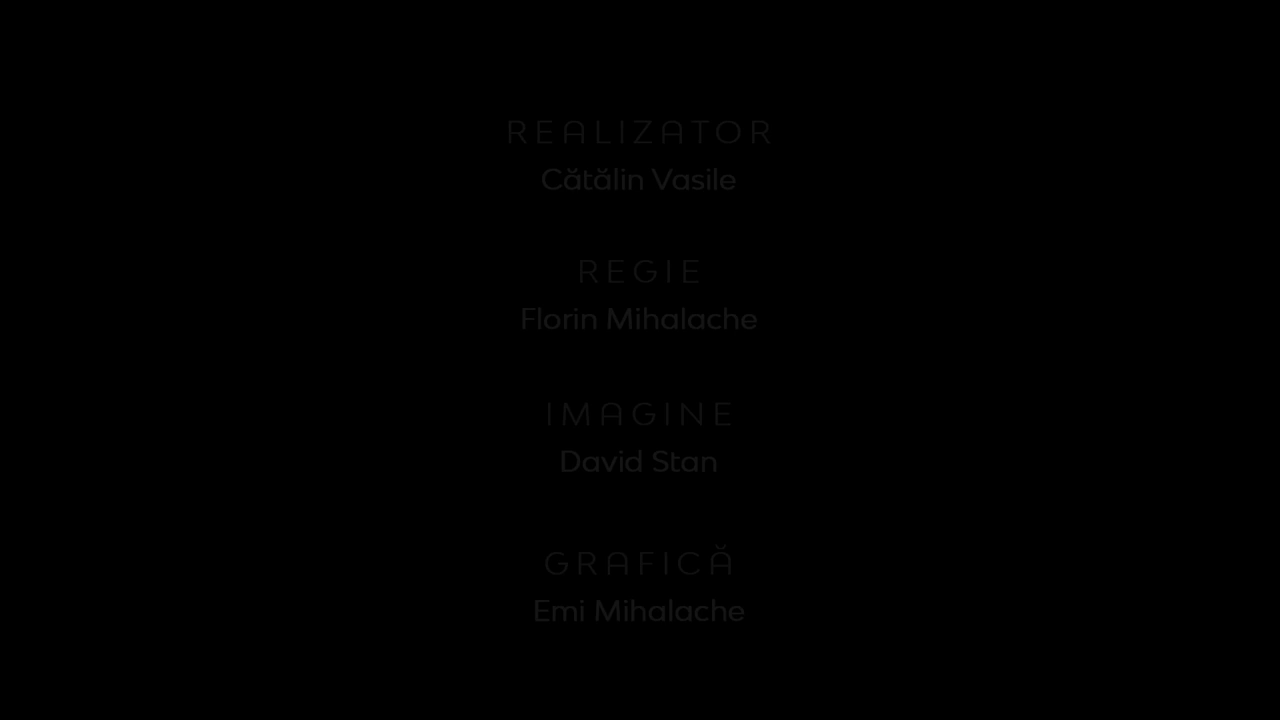 REALIZATOR
Cătălin Vasile
REGIE
Florin Mihalache
IMAGINE
David Stan
GRAFICĂ
Emi Mihalache